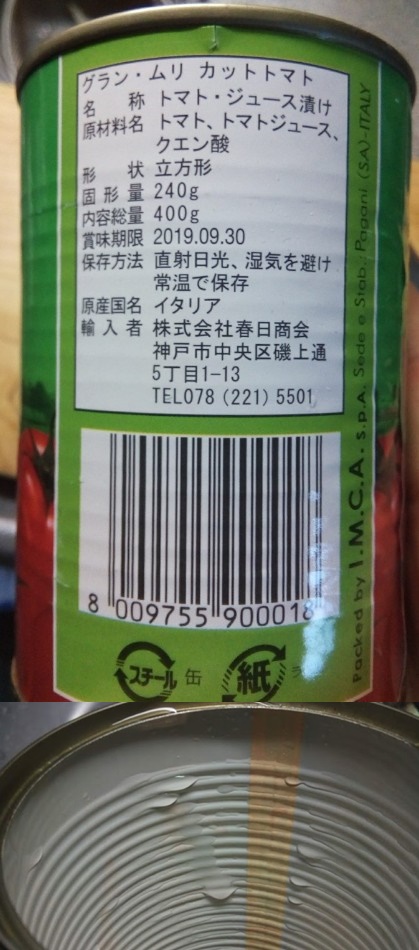 グラン・ムリ カットトマト
名 称 トマト・ジュース漬け
原材料名 トマト、トマトジュース、
クエン酸
形 状 立方形
固形量 240g
内容総量 400g
賞味期限 2019.09.30
保存方法 直射日光、湿気を避け
常温で保存
原産国名 イタリア
輸入者 株式会社春日商会
神戸市中央区磯上通
5丁目1-13
TEL078 (221) 5501
8 009755 900018
スチール 缶 紙
Packed by I.M.C.A. s.p.A. Sede e Stab.: Pagani (SA)-ITALY